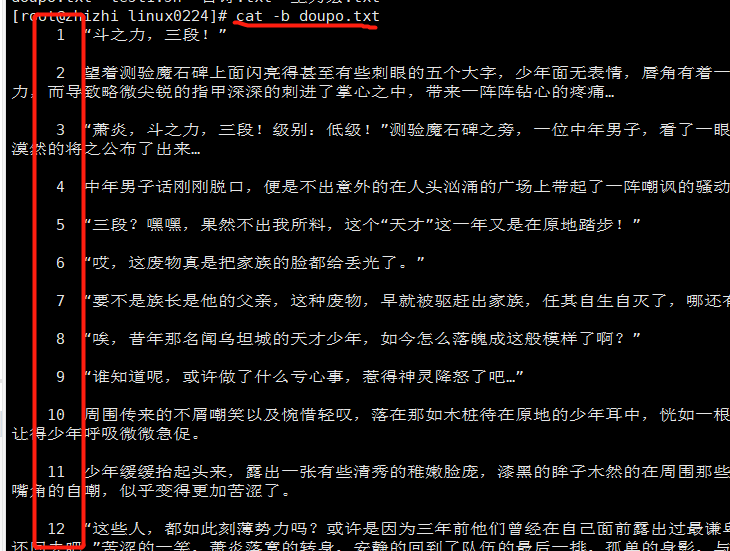 [root@zhizhi linux0224]# cat -b doupo.txt
1 “斗之力，三段！”
2 望着测验魔石碑上面闪亮得甚至有些刺眼的五个大字，少年面无表情，唇角有着一
力，而导致略微尖锐的指甲深深的刺进了掌心之中，带来一阵阵钻心的疼痛…
3 “萧炎，斗之力，三段！级别：低级！”测验魔石碑之旁，一位中年男子，看了一眼
漠然的将之公布了出来…
4 中年男子话刚刚脱口，便是不出意外的在人头汹涌的广场上带起了一阵嘲讽的骚动
5 “三段？嘿嘿，果然不出我所料，这个“天才”这一年又是在原地踏步！”
6 “哎，这废物真是把家族的脸都给丢光了。”
7 “要不是族长是他的父亲，这种废物，早就被驱赶出家族，任其自生自灭了，哪还有
8 “唉，昔年那名闻乌坦城的天才少年，如今怎么落魄成这般模样了啊？”
9 “谁知道呢，或许做了什么亏心事，惹得神灵降怒了吧…”
10 周围传来的不屑嘲笑以及惋惜轻叹，落在那如木桩待在原地的少年耳中，恍如一根
让得少年呼吸微微急促。
11 少年缓缓抬起头来，露出一张有些清秀的稚嫩脸庞，漆黑的眸子木然的在周围那些
嘴角的自嘲，似乎变得更加苦涩了。
12 “这些人，都如此刻薄势力吗？或许是因为三年前他们曾经在自己面前露出过最谦卑